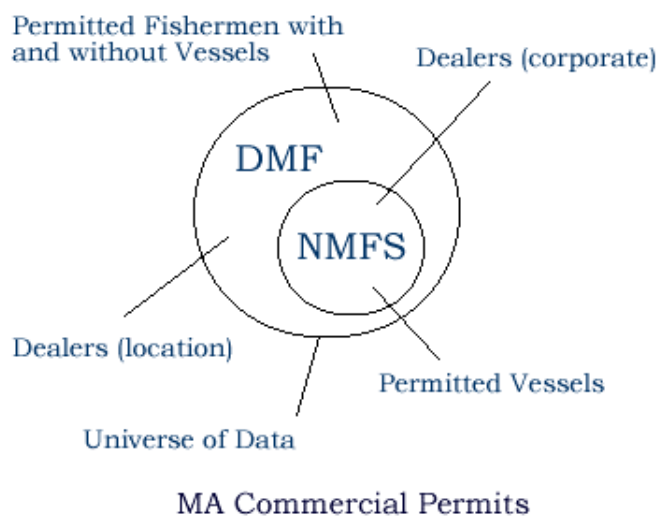 Permitted Fishermen with
and without Vessels
Dealers (corporate)
DMF
NMFS
Dealers (location)
Permitted Vessels
Universe of Data
MA Commercial Permits